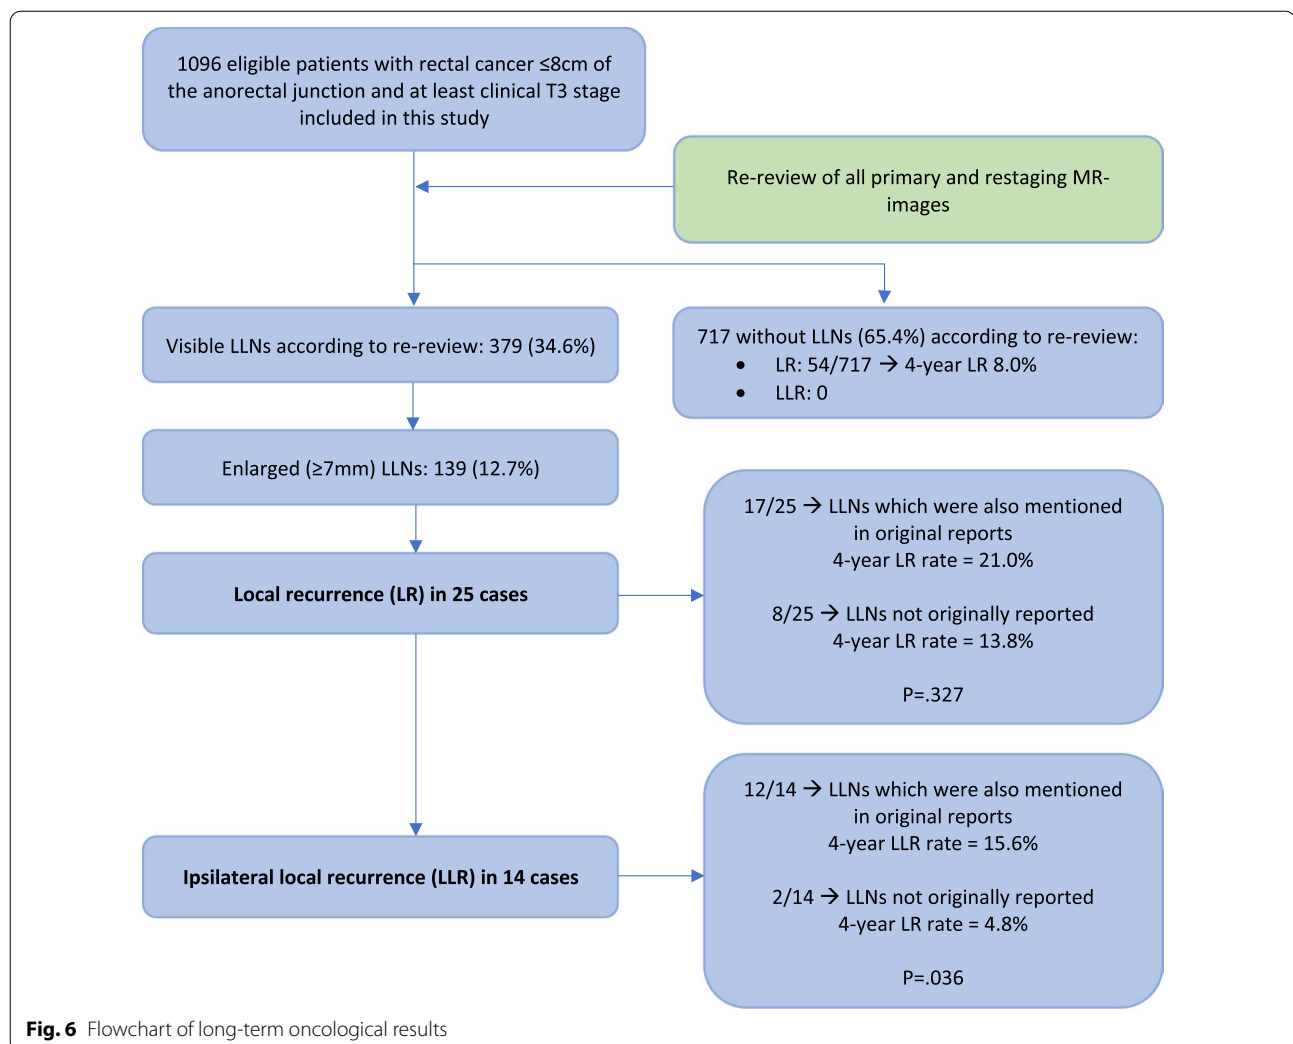 1096 eligible patients with rectal cancer ≤8cm of
the anorectal junction and at least clinical T3 stage
included in this study
Re-review of all primary and restaging MR-
images
Visible LLNs according to re-review: 379 (34.6%)
717 without LLNs (65.4%) according to re-review:
• LR: 54/717 → 4-year LR 8.0%
• LLR: 0
Enlarged (≥7mm) LLNs: 139 (12.7%)
17/25 → LLNs which were also mentioned
in original reports
4-year LR rate = 21.0%
Local recurrence (LR) in 25 cases
8/25 → LLNs not originally reported
4-year LR rate = 13.8%
P=.327
12/14 → LLNs which were also mentioned
in original reports
4-year LLR rate = 15.6%
Ipsilateral local recurrence (LLR) in 14 cases
2/14 → LLNs not originally reported
4-year LR rate = 4.8%
P=.036
Fig. 6 Flowchart of long-term oncological results